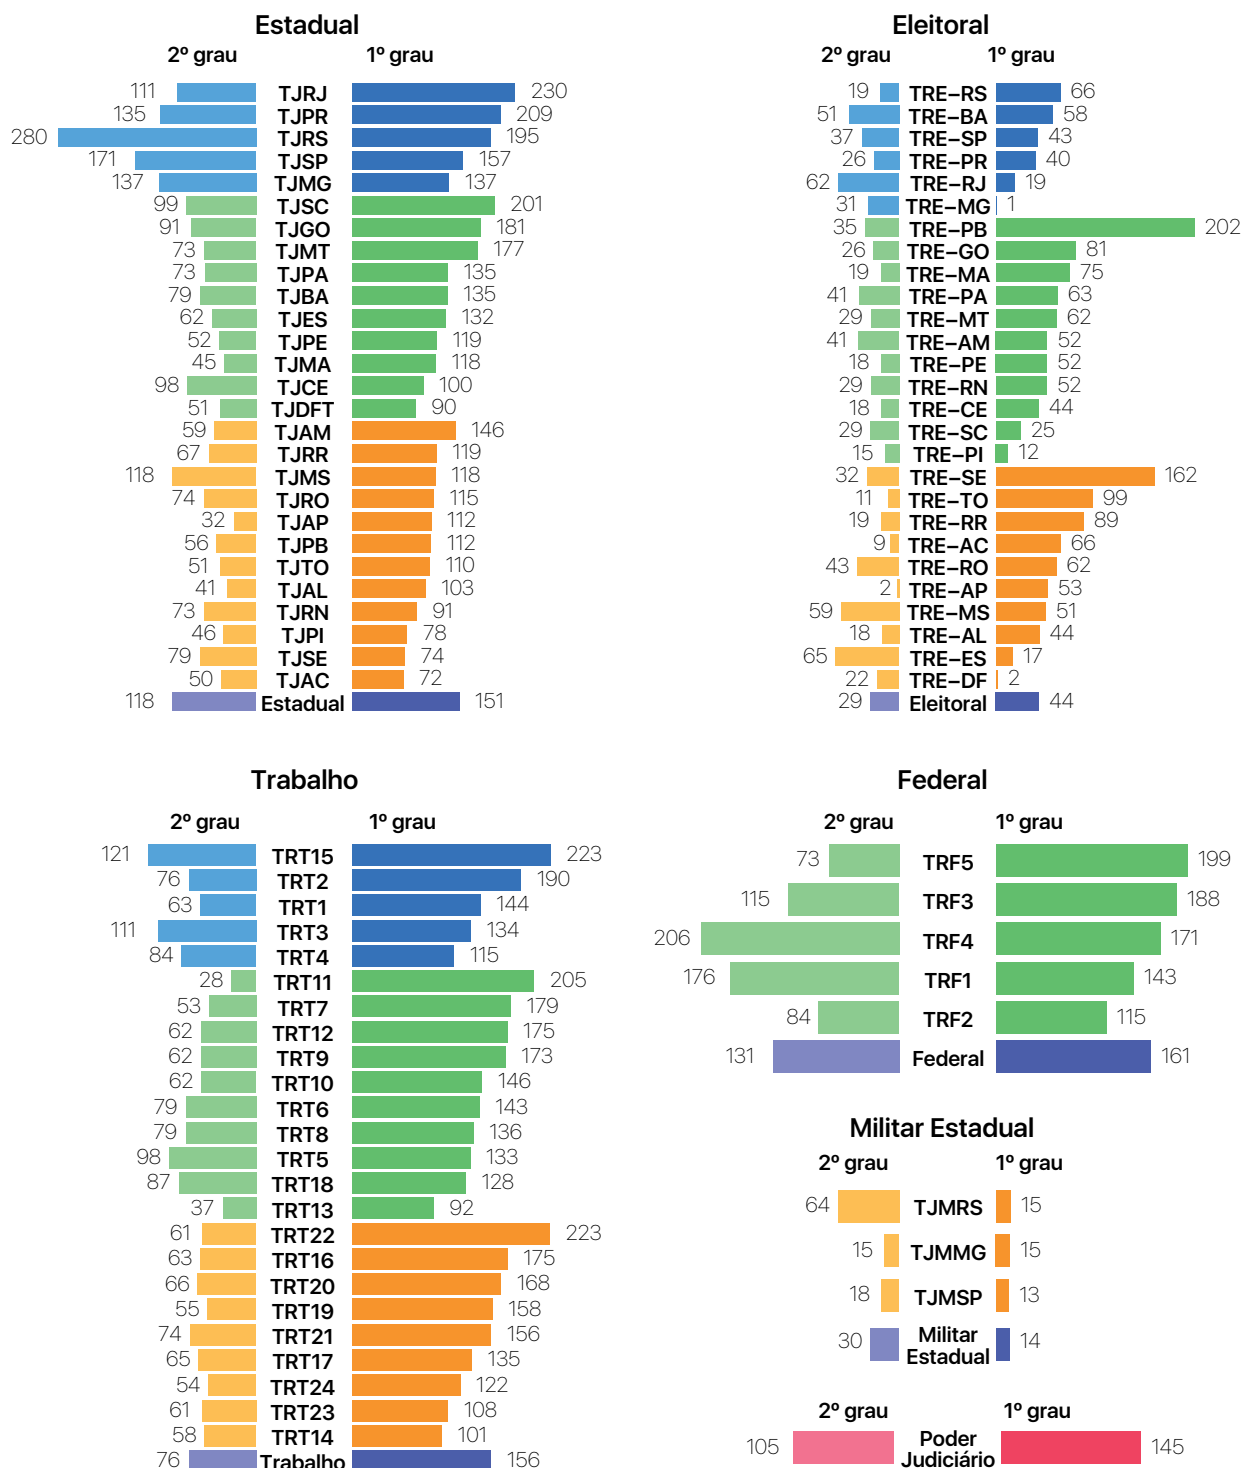 Estadual
2º grau 1º grau
111 TJRJ 230
135 TJPR 209
280 TJRS 195
171 TJSP 157
137 TJMG 137
99 TJSC 201
91 TJGO 181
73 TJMT 177
73 TJPA 135
79 TJBA 135
62 TJES 132
52 TJPE 119
45 TJMA 118
98 TJCE 100
51 TJDFT 90
59 TJAM 146
67 TJRR 119
118 TJMS 118
74 TJRO 115
32 TJAP 112
56 TJPB 112
51 TJTO 110
41 TJAL 103
73 TJRN 91
46 TJPI 78
79 TJSE 74
50 TJAC 72
118 Estadual 151
Eleitoral
2º grau 1º grau
19 TRE–RS 66
51 TRE–BA 58
37 TRE–SP 43
26 TRE–PR 40
62 TRE–RJ 19
31 TRE–MG 1
35 TRE–PB 202
26 TRE–GO 81
19 TRE–MA 75
41 TRE–PA 63
29 TRE–MT 62
41 TRE–AM 52
18 TRE–PE 52
29 TRE–RN 52
18 TRE–CE 44
29 TRE–SC 25
15 TRE–PI 12
32 TRE–SE 162
11 TRE–TO 99
19 TRE–RR 89
9 TRE–AC 66
43 TRE–RO 62
2 TRE–AP 53
59 TRE–MS 51
18 TRE–AL 44
65 TRE–ES 17
22 TRE–DF 2
29 Eleitoral 44
Trabalho
2º grau 1º grau
121 TRT15 223
76 TRT2 190
63 TRT1 144
111 TRT3 134
84 TRT4 115
28 TRT11 205
53 TRT7 179
62 TRT12 175
62 TRT9 173
62 TRT10 146
79 TRT6 143
79 TRT8 136
98 TRT5 133
87 TRT18 128
37 TRT13 92
61 TRT22 223
63 TRT16 175
66 TRT20 168
55 TRT19 158
74 TRT21 156
65 TRT17 135
54 TRT24 122
61 TRT23 108
58 TRT14 101
76 Trabalho 156
Federal
2º grau 1º grau
73 TRF5 199
115 TRF3 188
206 TRF4 171
176 TRF1 143
84 TRF2 115
131 Federal 161
Militar Estadual
2º grau 1º grau
64 TJMRS 15
15 TJMMG 15
18 TJMSP 13
30 Militar 14
Estadual
2º grau 1º grau
105 Poder 145
Judiciário